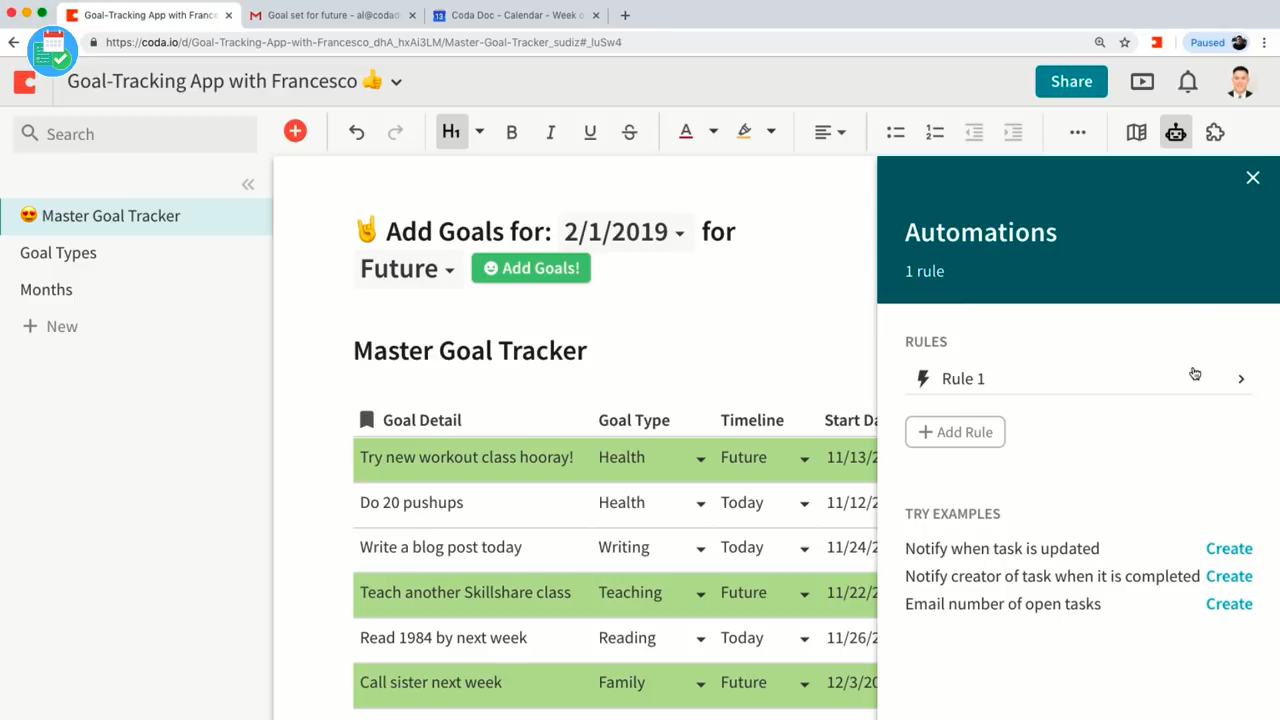 Goal-Tracking App with France
Goal set for future - al@codad
Coda Doc - Calendar - Week o
https://coda.io/d/Goal-Tracking-App-with-Francesco_dhA_hxAi3LM/Master-Goal-Tracker_sudiz#_luSw4
Paused
Goal-Tracking App with Francesco 👍
Share
Search
H1
B
I
U
S
A
😍 Master Goal Tracker
Goal Types
Months
+ New
🤘 Add Goals for: 2/1/2019 for
Future Add Goals!
Master Goal Tracker
Goal Detail Goal Type Timeline Start Da
Try new workout class hooray! Health Future 11/13/2
Do 20 pushups Health Today 11/12/2
Write a blog post today Writing Today 11/24/2
Teach another Skillshare class Teaching Future 11/22/2
Read 1984 by next week Reading Today 11/26/2
Call sister next week Family Future 12/3/20
Automations
1 rule
RULES
Rule 1
+ Add Rule
TRY EXAMPLES
Notify when task is updated Create
Notify creator of task when it is completed Create
Email number of open tasks Create